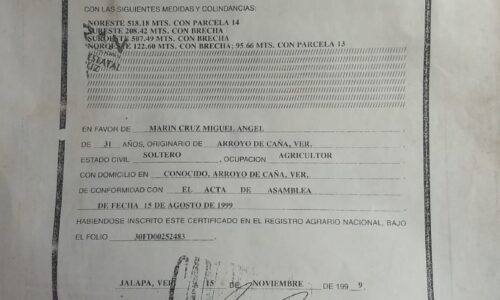 CON LAS SIGUIENTES MEDIDAS Y COLINDANCIAS:
NORESTE 518.18 MTS. CON PARCELA 14
SURESTE 208.42 MTS. CON BRECHA
SUROESTE 507.49 MTS. CON BRECHA
NOROESTE 122.60 MTS. CON BRECHA; 95.66 MTS. CON PARCELA 13
ESTATAL
EN FAVOR DE MARIN CRUZ MIGUEL ANGEL
DE 31 AÑOS, ORIGINARIO DE ARROYO DE CAÑA, VER.
ESTADO CIVIL SOLTERO , OCUPACION AGRICULTOR
CON DOMICILIO EN CONOCIDO, ARROYO DE CAÑA, VER.
DE CONFORMIDAD CON EL ACTA DE ASAMBLEA
DE FECHA 15 DE AGOSTO DE 1999
HABIENDOSE INSCRITO ESTE CERTIFICADO EN EL REGISTRO AGRARIO NACIONAL, BAJO
EL FOLIO 30FD00252483
JALAPA, VER. 15 DE NOVIEMBRE DE 199 9